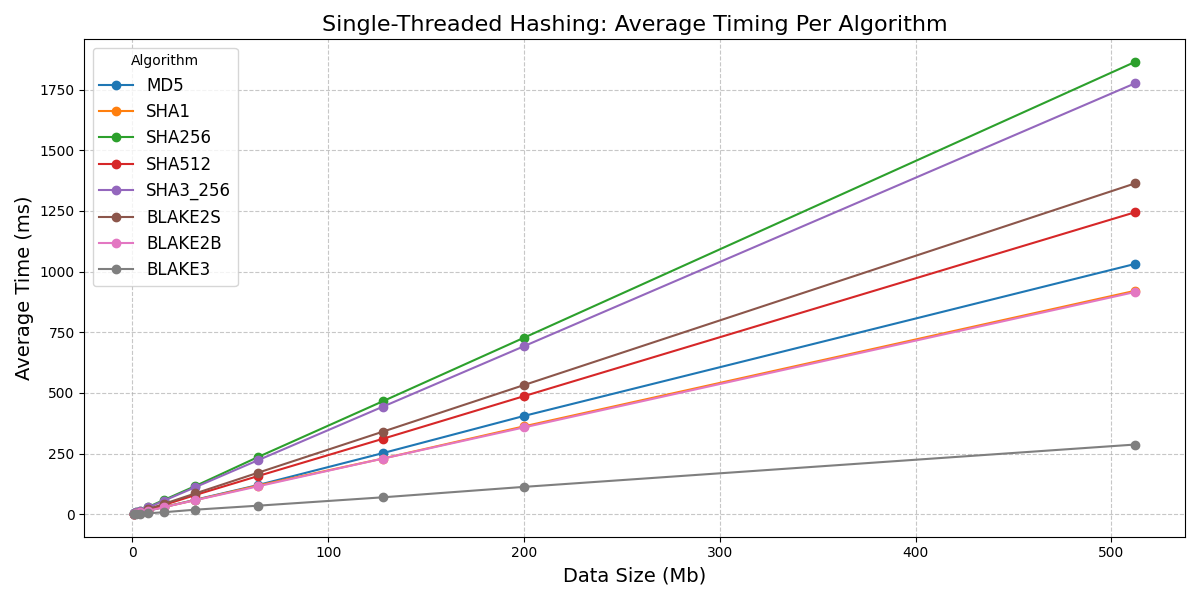 Single-Threaded Hashing: Average Timing Per Algorithm
Algorithm
MD5
SHA1
SHA256
SHA512
SHA3_256
BLAKE2S
BLAKE2B
BLAKE3
Average Time (ms)
1750
1500
1250
1000
750
500
250
0
0 100 200 300 400 500
Data Size (Mb)